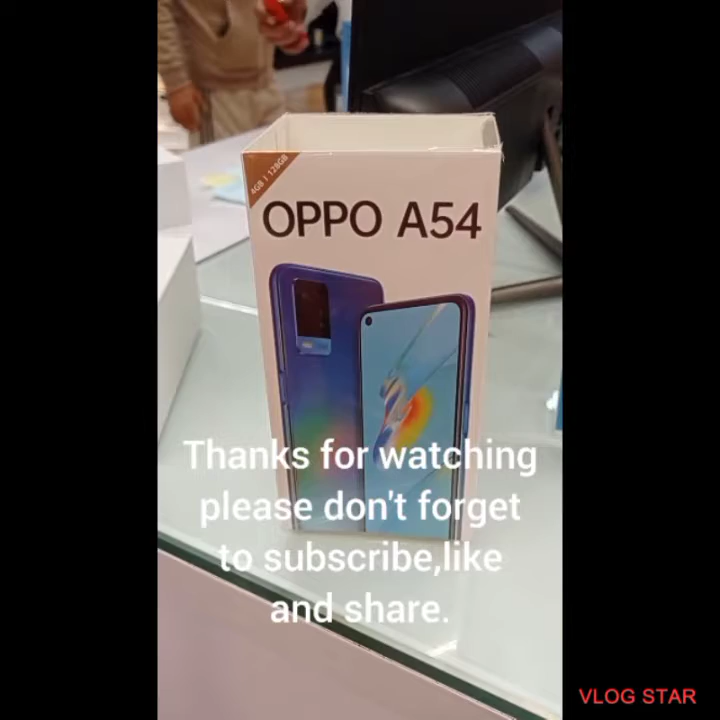 4GB | 128GB
OPPO A54
Thanks for watching
please don't forget
to subscribe,like
and share.
VLOG STAR